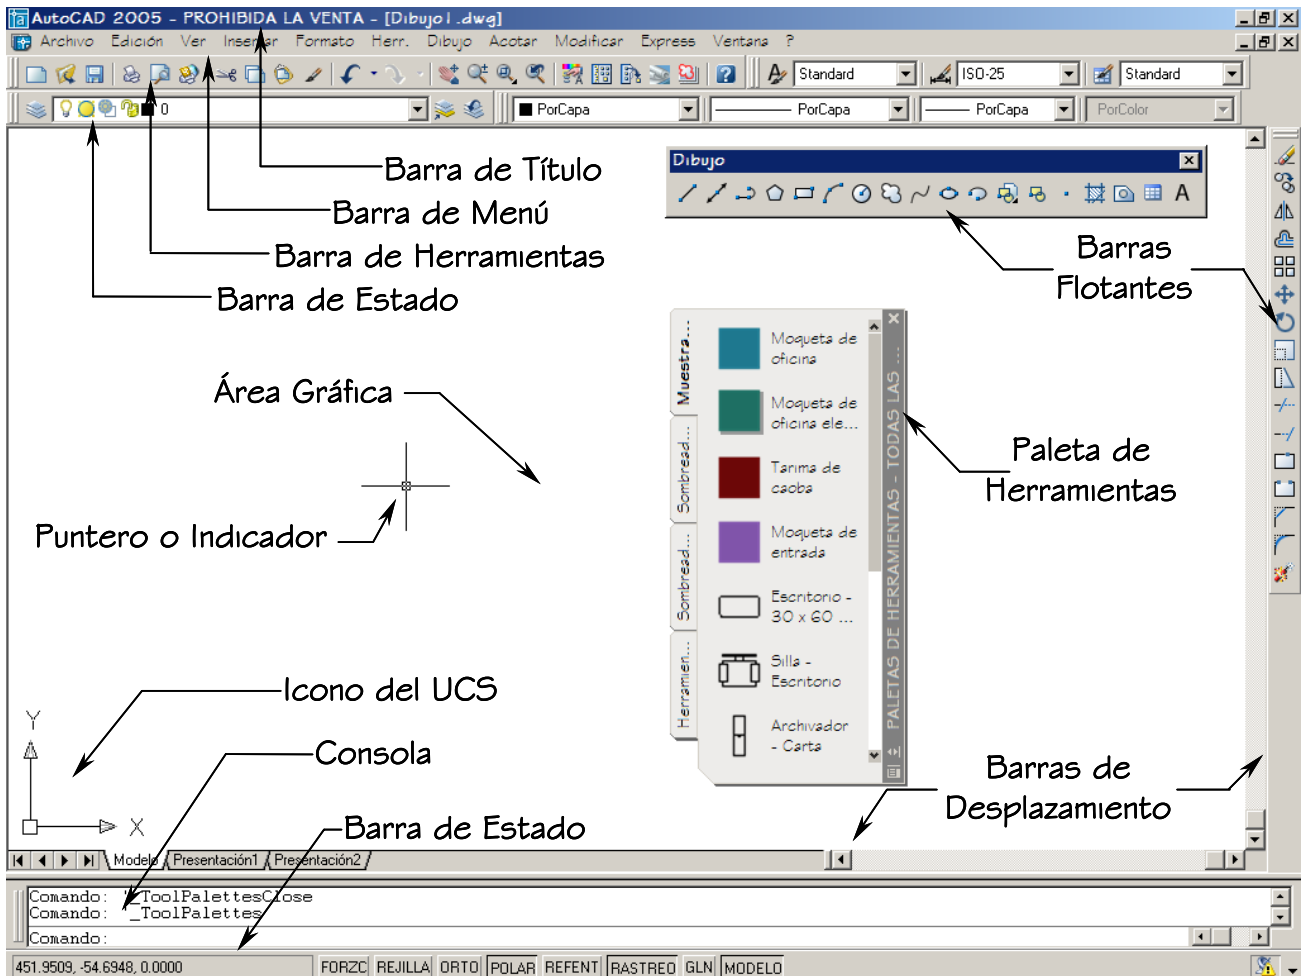 AutoCAD 2005 - PROHIBIDA LA VENTA - [Dibujo1.dwg]
Archivo Edición Ver Insertar Formato Herr. Dibujo Acotar Modificar Express Ventana ?
Standard ISO-25 Standard
0 PorCapa PorCapa PorCapa PorColor
Barra de Título
Barra de Menú
Barra de Herramientas
Barra de Estado
Dibujo
A
Barras
Flotantes
Área Gráfica
Puntero o Indicador
Muestra...
Sombread...
Sombread...
Herramien...
Moqueta de
oficina
Moqueta de
oficina ele...
Tarima de
caoba
Moqueta de
entrada
Escritorio -
30 x 60 ...
Silla -
Escritorio
Archivador
- Carta
PALETAS DE HERRAMIENTAS - TODAS LAS ...
Paleta de
Herramientas
Icono del UCS
Y
X
Consola
Barra de Estado
Barras de
Desplazamiento
Modelo Presentación1 Presentación2
Comando: '_ToolPalettesClose
Comando: '_ToolPalettes
Comando:
451.9509, -54.6948, 0.0000 FORZC REJILLA ORTO POLAR REFENT RASTREO GLN MODELO